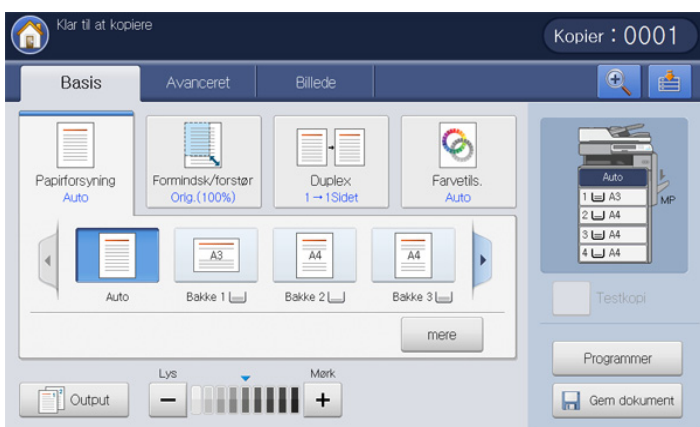 Klar til at kopiere
Kopier : 0001
Basis
Avanceret
Billede
Papirforsyning
Auto
Formindsk/forstør
Orig.(100%)
Duplex
1→1Sidet
Farvetils.
Auto
Auto
A3
Bakke 1
A4
Bakke 2
A4
Bakke 3
mere
Auto
1 A3
2 A4
3 A4
4 A4
MP
Testkopi
Programmer
Gem dokument
Output
Lys
Mørk